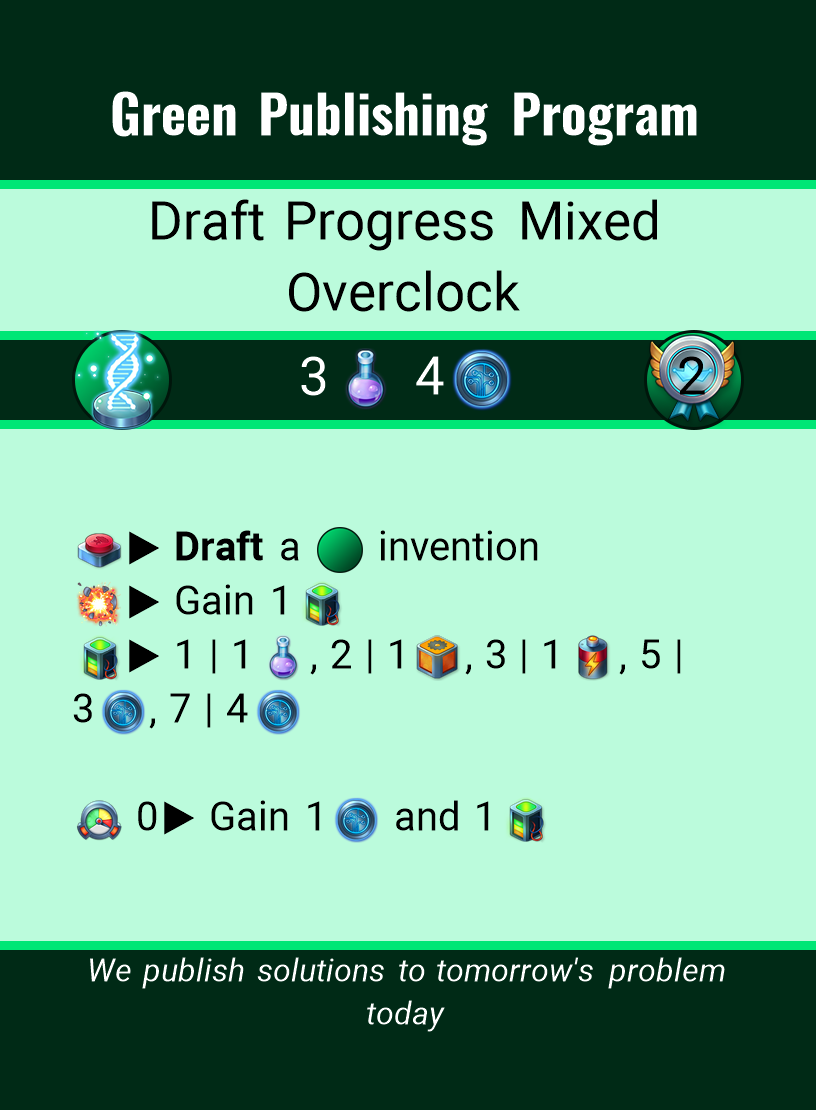 Green Publishing Program
Draft Progress Mixed
Overclock
3 4 2
▶ Draft a invention
▶ Gain 1
▶ 1 | 1 , 2 | 1 , 3 | 1 , 5 |
3 , 7 | 4
0▶ Gain 1 and 1
We publish solutions to tomorrow's problem
today